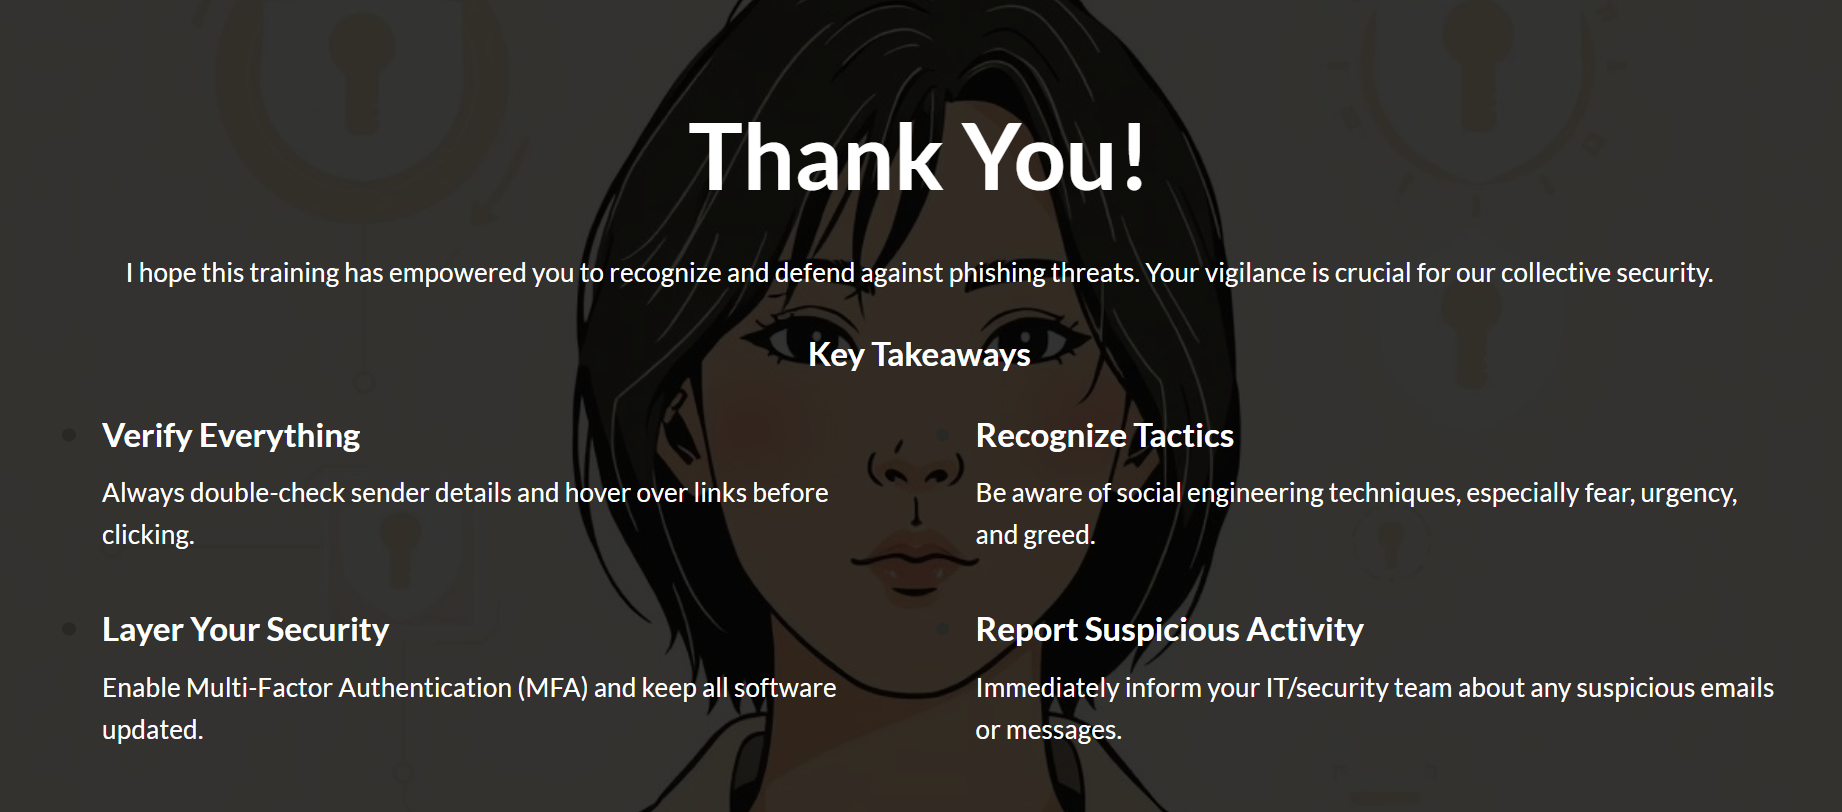 Thank You!
I hope this training has empowered you to recognize and defend against phishing threats. Your vigilance is crucial for our collective security.
Key Takeaways
Verify Everything
Always double-check sender details and hover over links before
clicking.
Recognize Tactics
Be aware of social engineering techniques, especially fear, urgency,
and greed.
Layer Your Security
Enable Multi-Factor Authentication (MFA) and keep all software
updated.
Report Suspicious Activity
Immediately inform your IT/security team about any suspicious emails
or messages.